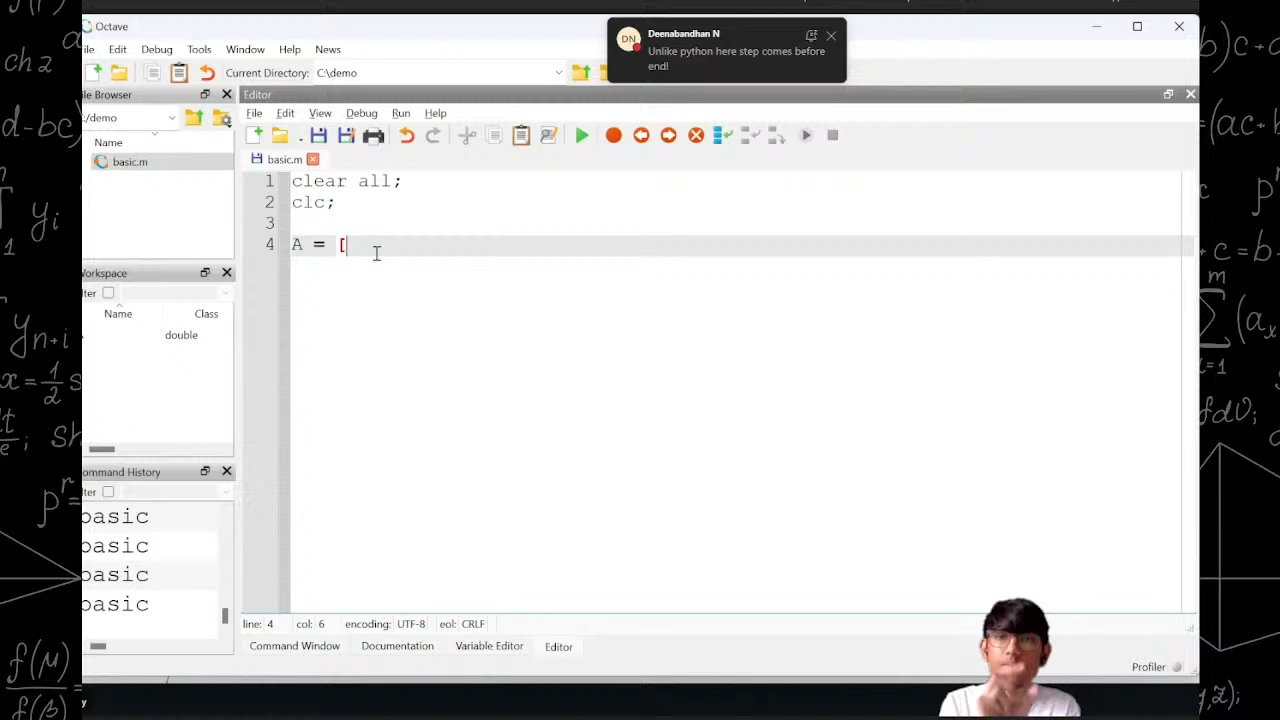 Octave
Deenabandhan N
DN
Unlike python here step comes before
end!
Edit Debug Tools Window Help News
Current Directory: C:\demo
Editor
File Edit View Debug Run Help
basic.m
1 clear all;
2 clc;
3
4 A = [
line: 4 col: 6 encoding: UTF-8 eol: CRLF
Command Window Documentation Variable Editor Editor
Profiler
ile Browser
:/demo
Name
basic.m
Workspace
Name Class
double
ommand History
basic
basic
basic
basic